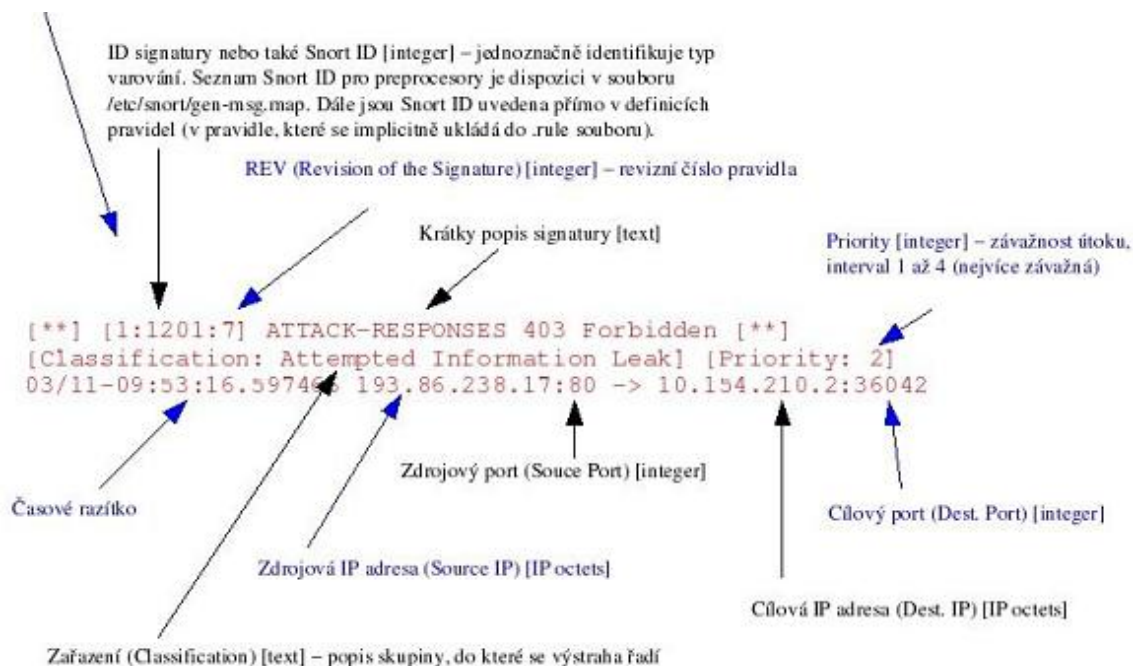 ID signatury nebo také Snort ID [integer] – jednoznačně identifikuje typ
varování. Seznam Snort ID pro preprocesory je dispozici v souboru
/etc/snort/gen-msg.map. Dále jsou Snort ID uvedena přímo v definicích
pravidel (v pravidle, které se implicitně ukládá do .rule souboru).
REV (Revision of the Signature) [integer] – revizní číslo pravidla
Krátky popis signatury [text]
Priority [integer] – závažnost útoku,
interval 1 až 4 (nejvíce závažná)
[**] [1:1201:7] ATTACK-RESPONSES 403 Forbidden [**]
[Classification: Attempted Information Leak] [Priority: 2]
03/11-09:53:16.597466 193.86.238.17:80 -> 10.154.210.2:36042
Zdrojový port (Souce Port) [integer]
Časové razítko
Cílový port (Dest. Port) [integer]
Zdrojová IP adresa (Source IP) [IP octets]
Cílová IP adresa (Dest. IP) [IP octets]
Zařazení (Classification) [text] – popis skupiny, do které se výstraha řadí